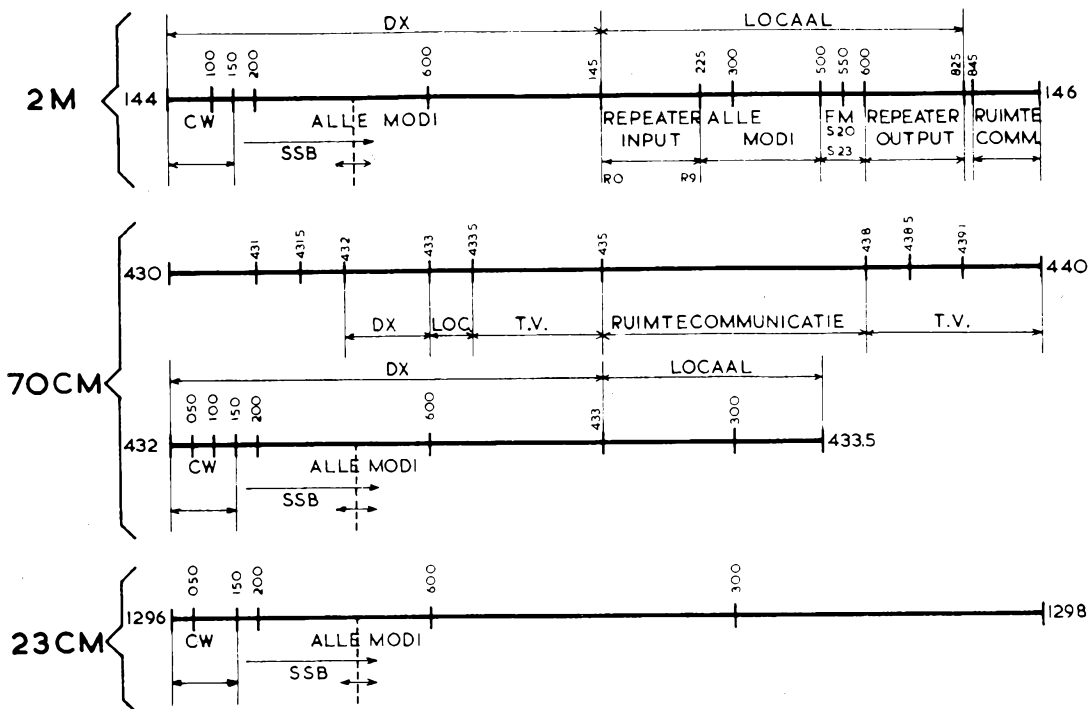 DX LOCAAL
100 150 200 600 145 225 300 500 550 600 825 845
2M 144 146
CW ALLE MODI REPEATER INPUT ALLE MODI FM S20 S23 REPEATER OUTPUT RUIMTE COMM.
SSB
R0 R9
431 431.5 432 433 433.5 435 438 438.5 439.1
430 440
DX LOC. T.V. RUIMTECOMMUNICATIE T.V.
70CM
DX LOCAAL
050 100 150 200 600 433 300
432 433.5
CW ALLE MODI
SSB
050 150 200 600 300
1296 1298
23CM
CW ALLE MODI
SSB